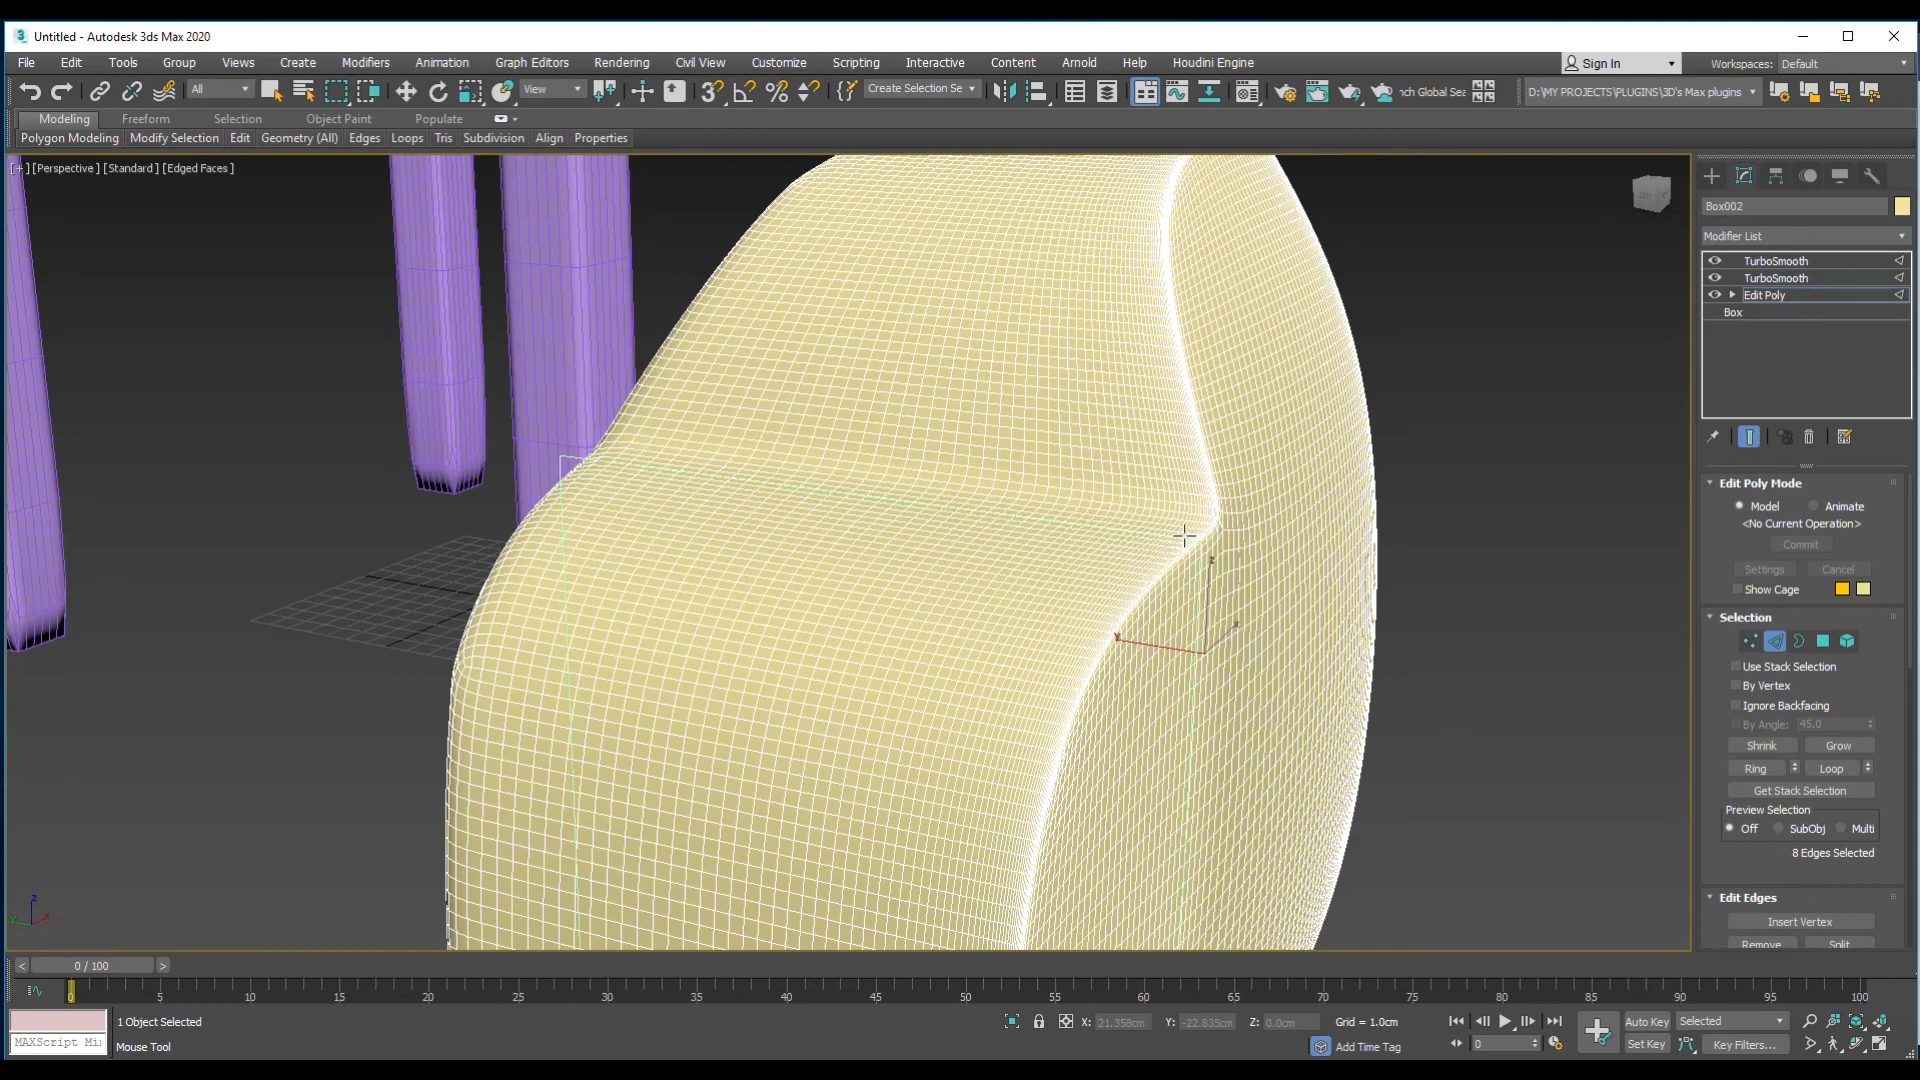 Untitled - Autodesk 3ds Max 2020
File Edit Tools Group Views Create Modifiers Animation Graph Editors Rendering Civil View Customize Scripting Interactive Content Arnold Help Houdini Engine Sign In Workspaces: Default
All View Create Selection Se D:\MY PROJECTS\PLUGINS\3D's Max plugins
Modeling Freeform Selection Object Paint Populate
Polygon Modeling Modify Selection Edit Geometry (All) Edges Loops Tris Subdivision Align Properties
[+] [Perspective] [Standard] [Edged Faces]
Box002
Modifier List
TurboSmooth
TurboSmooth
Edit Poly
Box
Edit Poly Mode
Model Animate
<No Current Operation>
Commit
Settings Cancel
Show Cage
Selection
Use Stack Selection
By Vertex
Ignore Backfacing
By Angle: 45.0
Shrink Grow
Ring Loop
Get Stack Selection
Preview Selection
Off SubObj Multi
8 Edges Selected
Edit Edges
Insert Vertex
Remove Split
z
y
x
z
y
x
< 0 / 100 >
0 5 10 15 20 25 30 35 40 45 50 55 60 65 70 75 80 85 90 95 100
1 Object Selected X: 21.358cm Y: -22.835cm Z: 0.0cm Grid = 1.0cm Auto Key Selected
MAXScript Mi Mouse Tool Add Time Tag 0 Set Key Key Filters...